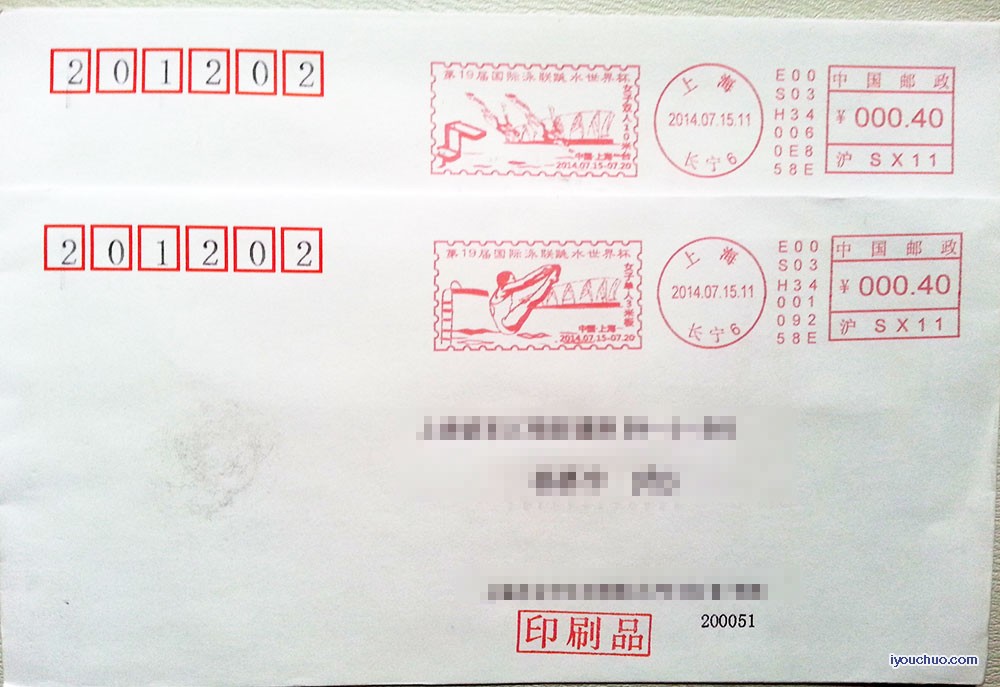 201202
第19届国际泳联跳水世界杯
女子双人10米台
中国·上海
2014.07.15-07.20
上海
2014.07.15.11
长宁6
E00
S03
H34
006
0E8
58E
中国邮政
¥000.40
沪 SX11
201202
第19届国际泳联跳水世界杯
女子单人3米板
中国·上海
2014.07.15-07.20
上海
2014.07.15.11
长宁6
E00
S03
H34
001
092
58E
中国邮政
¥000.40
沪 SX11
印刷品
200051
iyouchuo.com